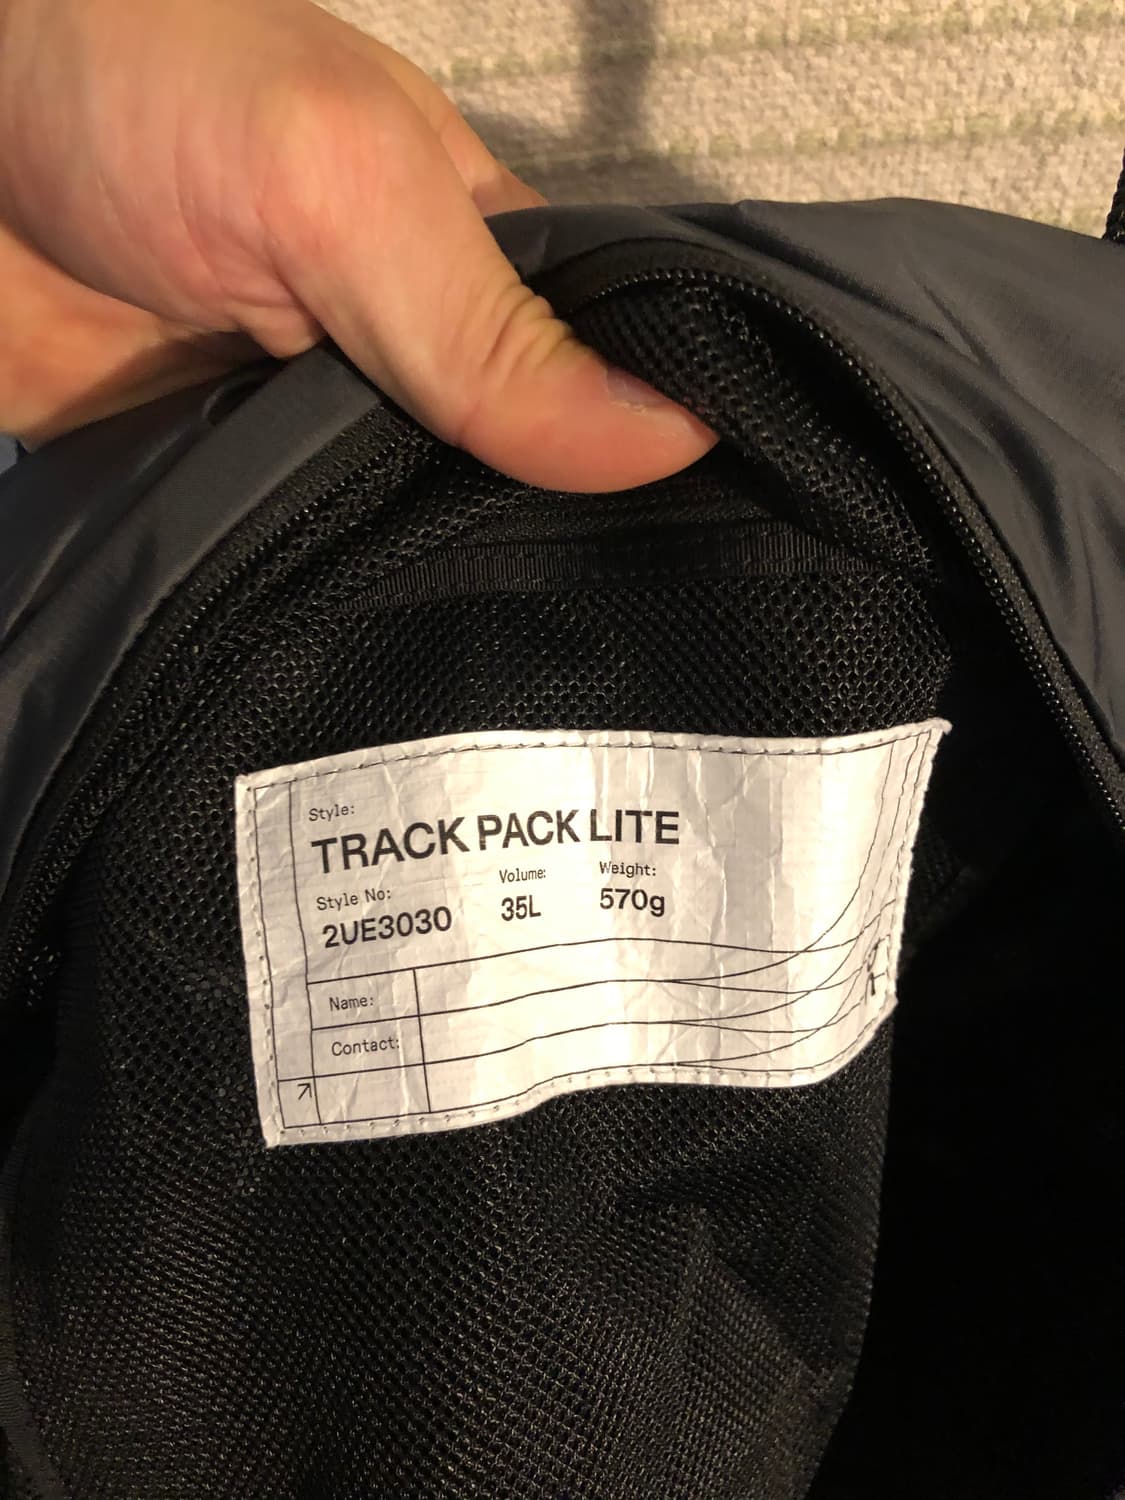 Style:
TRACK PACK LITE
Style No: Volume: Weight:
2UE3030 35L 570g
Name:
Contact: